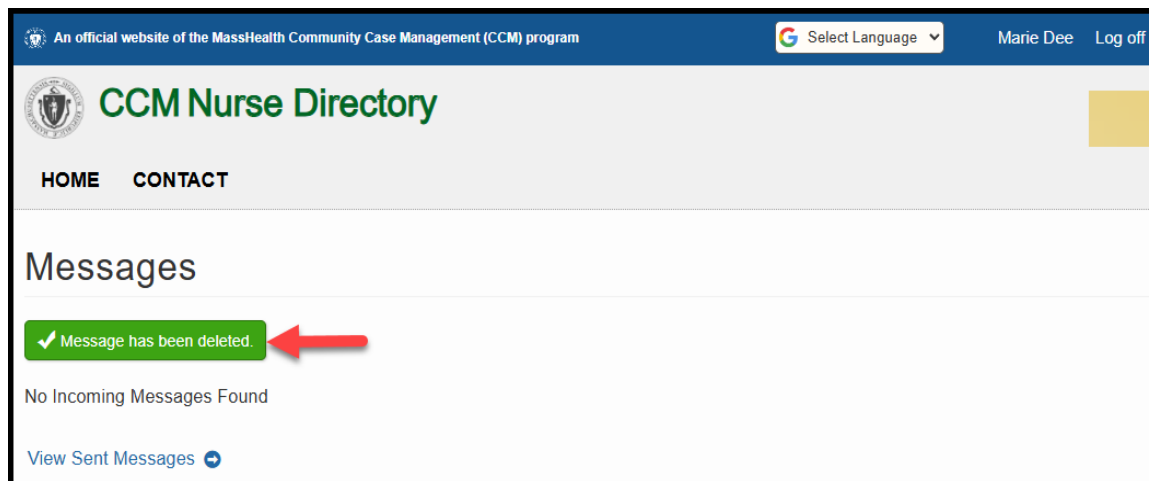 An official website of the MassHealth Community Case Management (CCM) program
Select Language
Marie Dee Log off
CCM Nurse Directory
HOME CONTACT
Messages
Message has been deleted.
No Incoming Messages Found
View Sent Messages